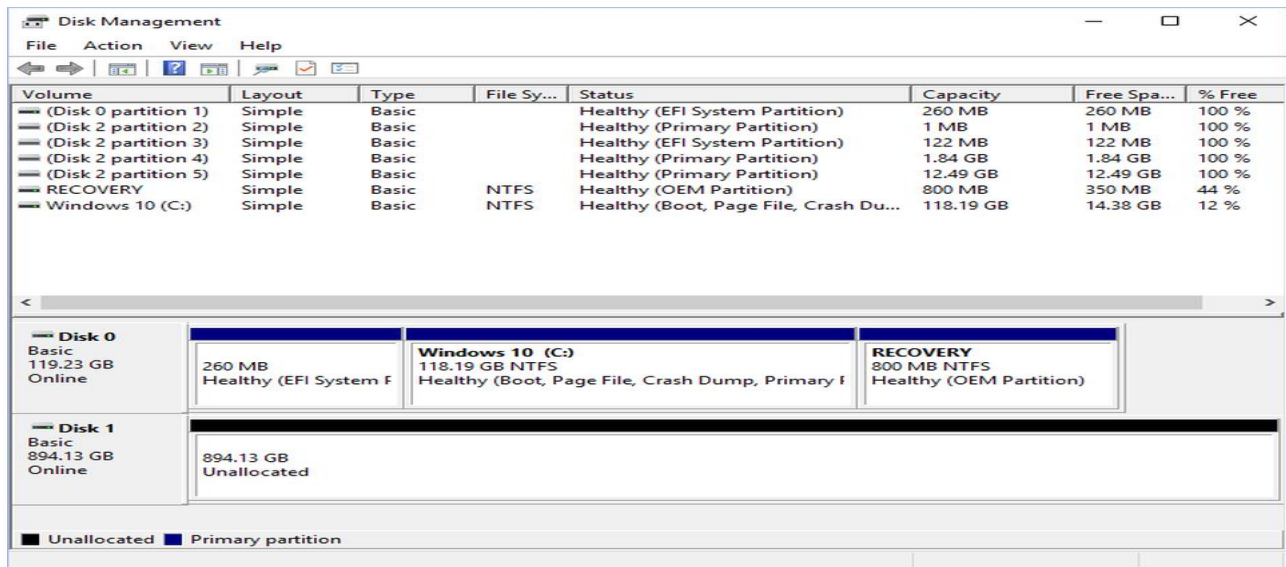 Disk Management
File Action View Help
Volume Layout Type File Sy... Status Capacity Free Spa... % Free
(Disk 0 partition 1) Simple Basic Healthy (EFI System Partition) 260 MB 260 MB 100 %
(Disk 2 partition 2) Simple Basic Healthy (Primary Partition) 1 MB 1 MB 100 %
(Disk 2 partition 3) Simple Basic Healthy (EFI System Partition) 122 MB 122 MB 100 %
(Disk 2 partition 4) Simple Basic Healthy (Primary Partition) 1.84 GB 1.84 GB 100 %
(Disk 2 partition 5) Simple Basic Healthy (Primary Partition) 12.49 GB 12.49 GB 100 %
RECOVERY Simple Basic NTFS Healthy (OEM Partition) 800 MB 350 MB 44 %
Windows 10 (C:) Simple Basic NTFS Healthy (Boot, Page File, Crash Du... 118.19 GB 14.38 GB 12 %
Disk 0
Basic
119.23 GB
Online
260 MB
Healthy (EFI System P
Windows 10 (C:)
118.19 GB NTFS
Healthy (Boot, Page File, Crash Dump, Primary P
RECOVERY
800 MB NTFS
Healthy (OEM Partition)
Disk 1
Basic
894.13 GB
Online
894.13 GB
Unallocated
Unallocated Primary partition